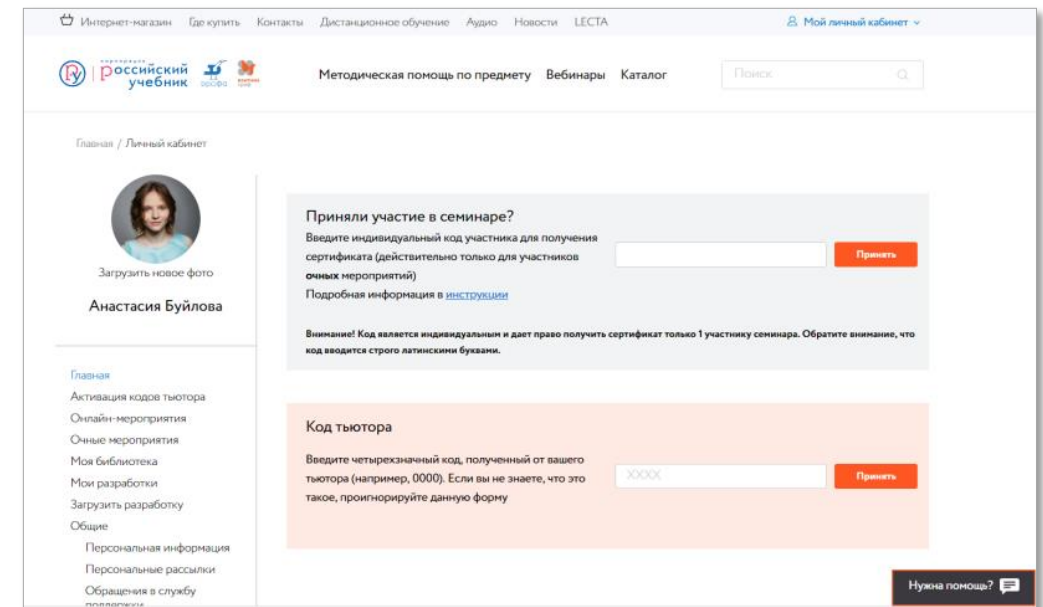 Интернет-магазин Где купить Контакты Дистанционное обучение Аудио Новости LECTA Мой личный кабинет
корпорация
российский
учебник
Методическая помощь по предмету Вебинары Каталог Поиск
Главная / Личный кабинет
Загрузить новое фото
Анастасия Буйлова
Главная
Активация кодов тьютора
Онлайн-мероприятия
Очные мероприятия
Моя библиотека
Мои разработки
Загрузить разработку
Общие
Персональная информация
Персональные рассылки
Обращения в службу
поддержки
Приняли участие в семинаре?
Введите индивидуальный код участника для получения
сертификата (действительно только для участников
очных мероприятий)
Подробная информация в инструкции
Принять
Внимание! Код является индивидуальным и дает право получить сертификат только 1 участнику семинара. Обратите внимание, что
код вводится строго латинскими буквами.
Код тьютора
Введите четырехзначный код, полученный от вашего
тьютора (например, 0000). Если вы не знаете, что это
такое, проигнорируйте данную форму
XXXX
Принять
Нужна помощь?